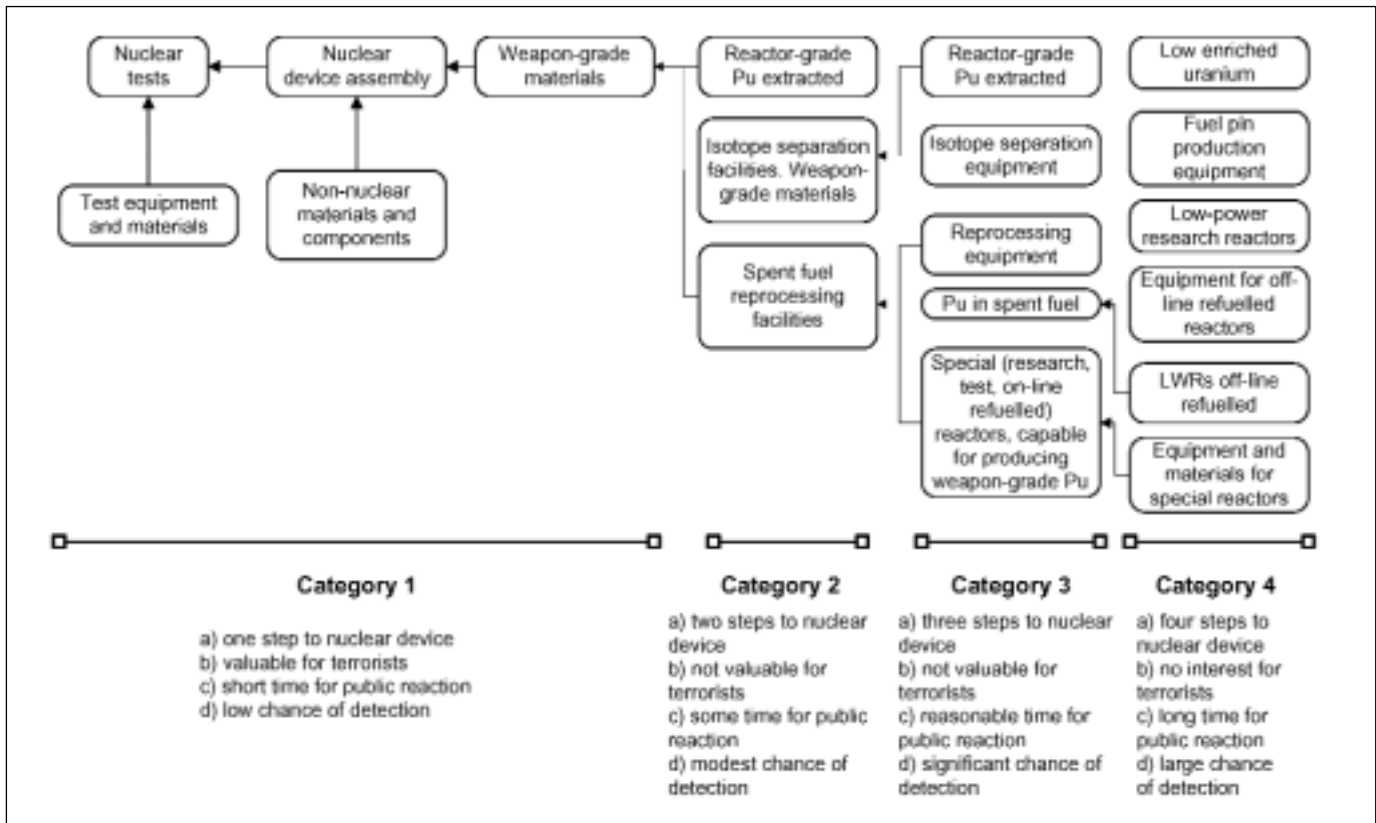 Nuclear
tests
Nuclear
device assembly
Weapon-grade
materials
Reactor-grade
Pu extracted
Reactor-grade
Pu extracted
Low enriched
uranium
Test equipment
and materials
Non-nuclear
materials and
components
Isotope separation
facilities. Weapon-
grade materials
Isotope separation
equipment
Fuel pin
production
equipment
Low-power
research reactors
Spent fuel
reprocessing
facilities
Reprocessing
equipment
Pu in spent fuel
Equipment for off-
line refuelled
reactors
Special (research,
test, on-line
refuelled)
reactors, capable
for producing
weapon-grade Pu
LWRs off-line
refuelled
Equipment and
materials for
special reactors
Category 1
a) one step to nuclear device
b) valuable for terrorists
c) short time for public reaction
d) low chance of detection
Category 2
a) two steps to nuclear
device
b) not valuable for
terrorists
c) some time for public
reaction
d) modest chance of
detection
Category 3
a) three steps to nuclear
device
b) not valuable for
terrorists
c) reasonable time for
public reaction
d) significant chance of
detection
Category 4
a) four steps to
nuclear device
b) no interest for
terrorists
c) long time for
public reaction
d) large chance
of detection